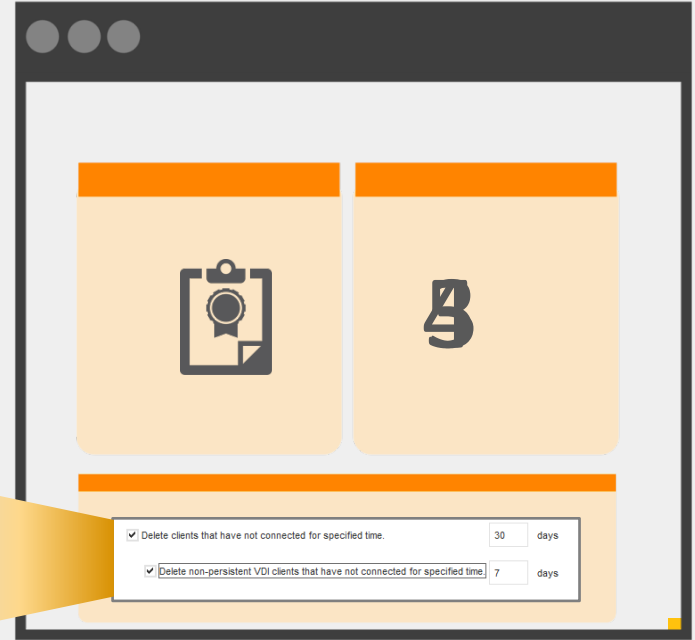 Delete clients that have not connected for specified time. 30 days
Delete non-persistent VDI clients that have not connected for specified time. 7 days